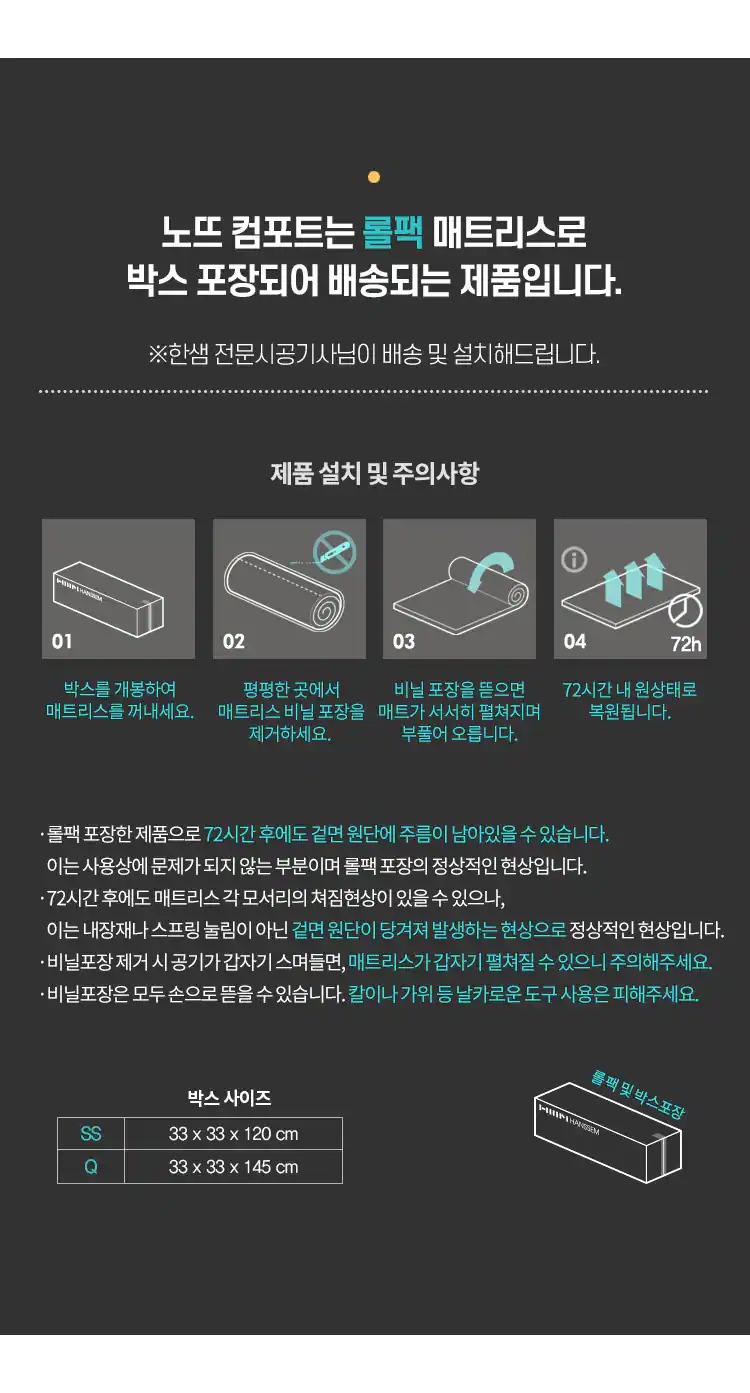 노뜨 컴포트는 롤팩 매트리스로
박스 포장되어 배송되는 제품입니다.
※한샘 전문시공기사님이 배송 및 설치해드립니다.
제품 설치 및 주의사항
HANSSEM
01
02
03
04
72h
박스를 개봉하여
매트리스를 꺼내세요.
평평한 곳에서
매트리스 비닐 포장을
제거하세요.
비닐 포장을 뜯으면
매트가 서서히 펼쳐지며
부풀어 오릅니다.
72시간 내 원상태로
복원됩니다.
· 롤팩 포장한 제품으로 72시간 후에도 겉면 원단에 주름이 남아있을 수 있습니다.
이는 사용상에 문제가 되지 않는 부분이며 롤팩 포장의 정상적인 현상입니다.
· 72시간 후에도 매트리스 각 모서리의 쳐짐현상이 있을 수 있으나,
이는 내장재나 스프링 눌림이 아닌 겉면 원단이 당겨져 발생하는 현상으로 정상적인 현상입니다.
· 비닐포장 제거 시 공기가 갑자기 스며들면, 매트리스가 갑자기 펼쳐질 수 있으니 주의해주세요.
· 비닐포장은 모두 손으로 뜯을 수 있습니다. 칼이나 가위 등 날카로운 도구 사용은 피해주세요.
박스 사이즈
SS 33 x 33 x 120 cm
Q 33 x 33 x 145 cm
롤팩 및 박스포장
HANSSEM